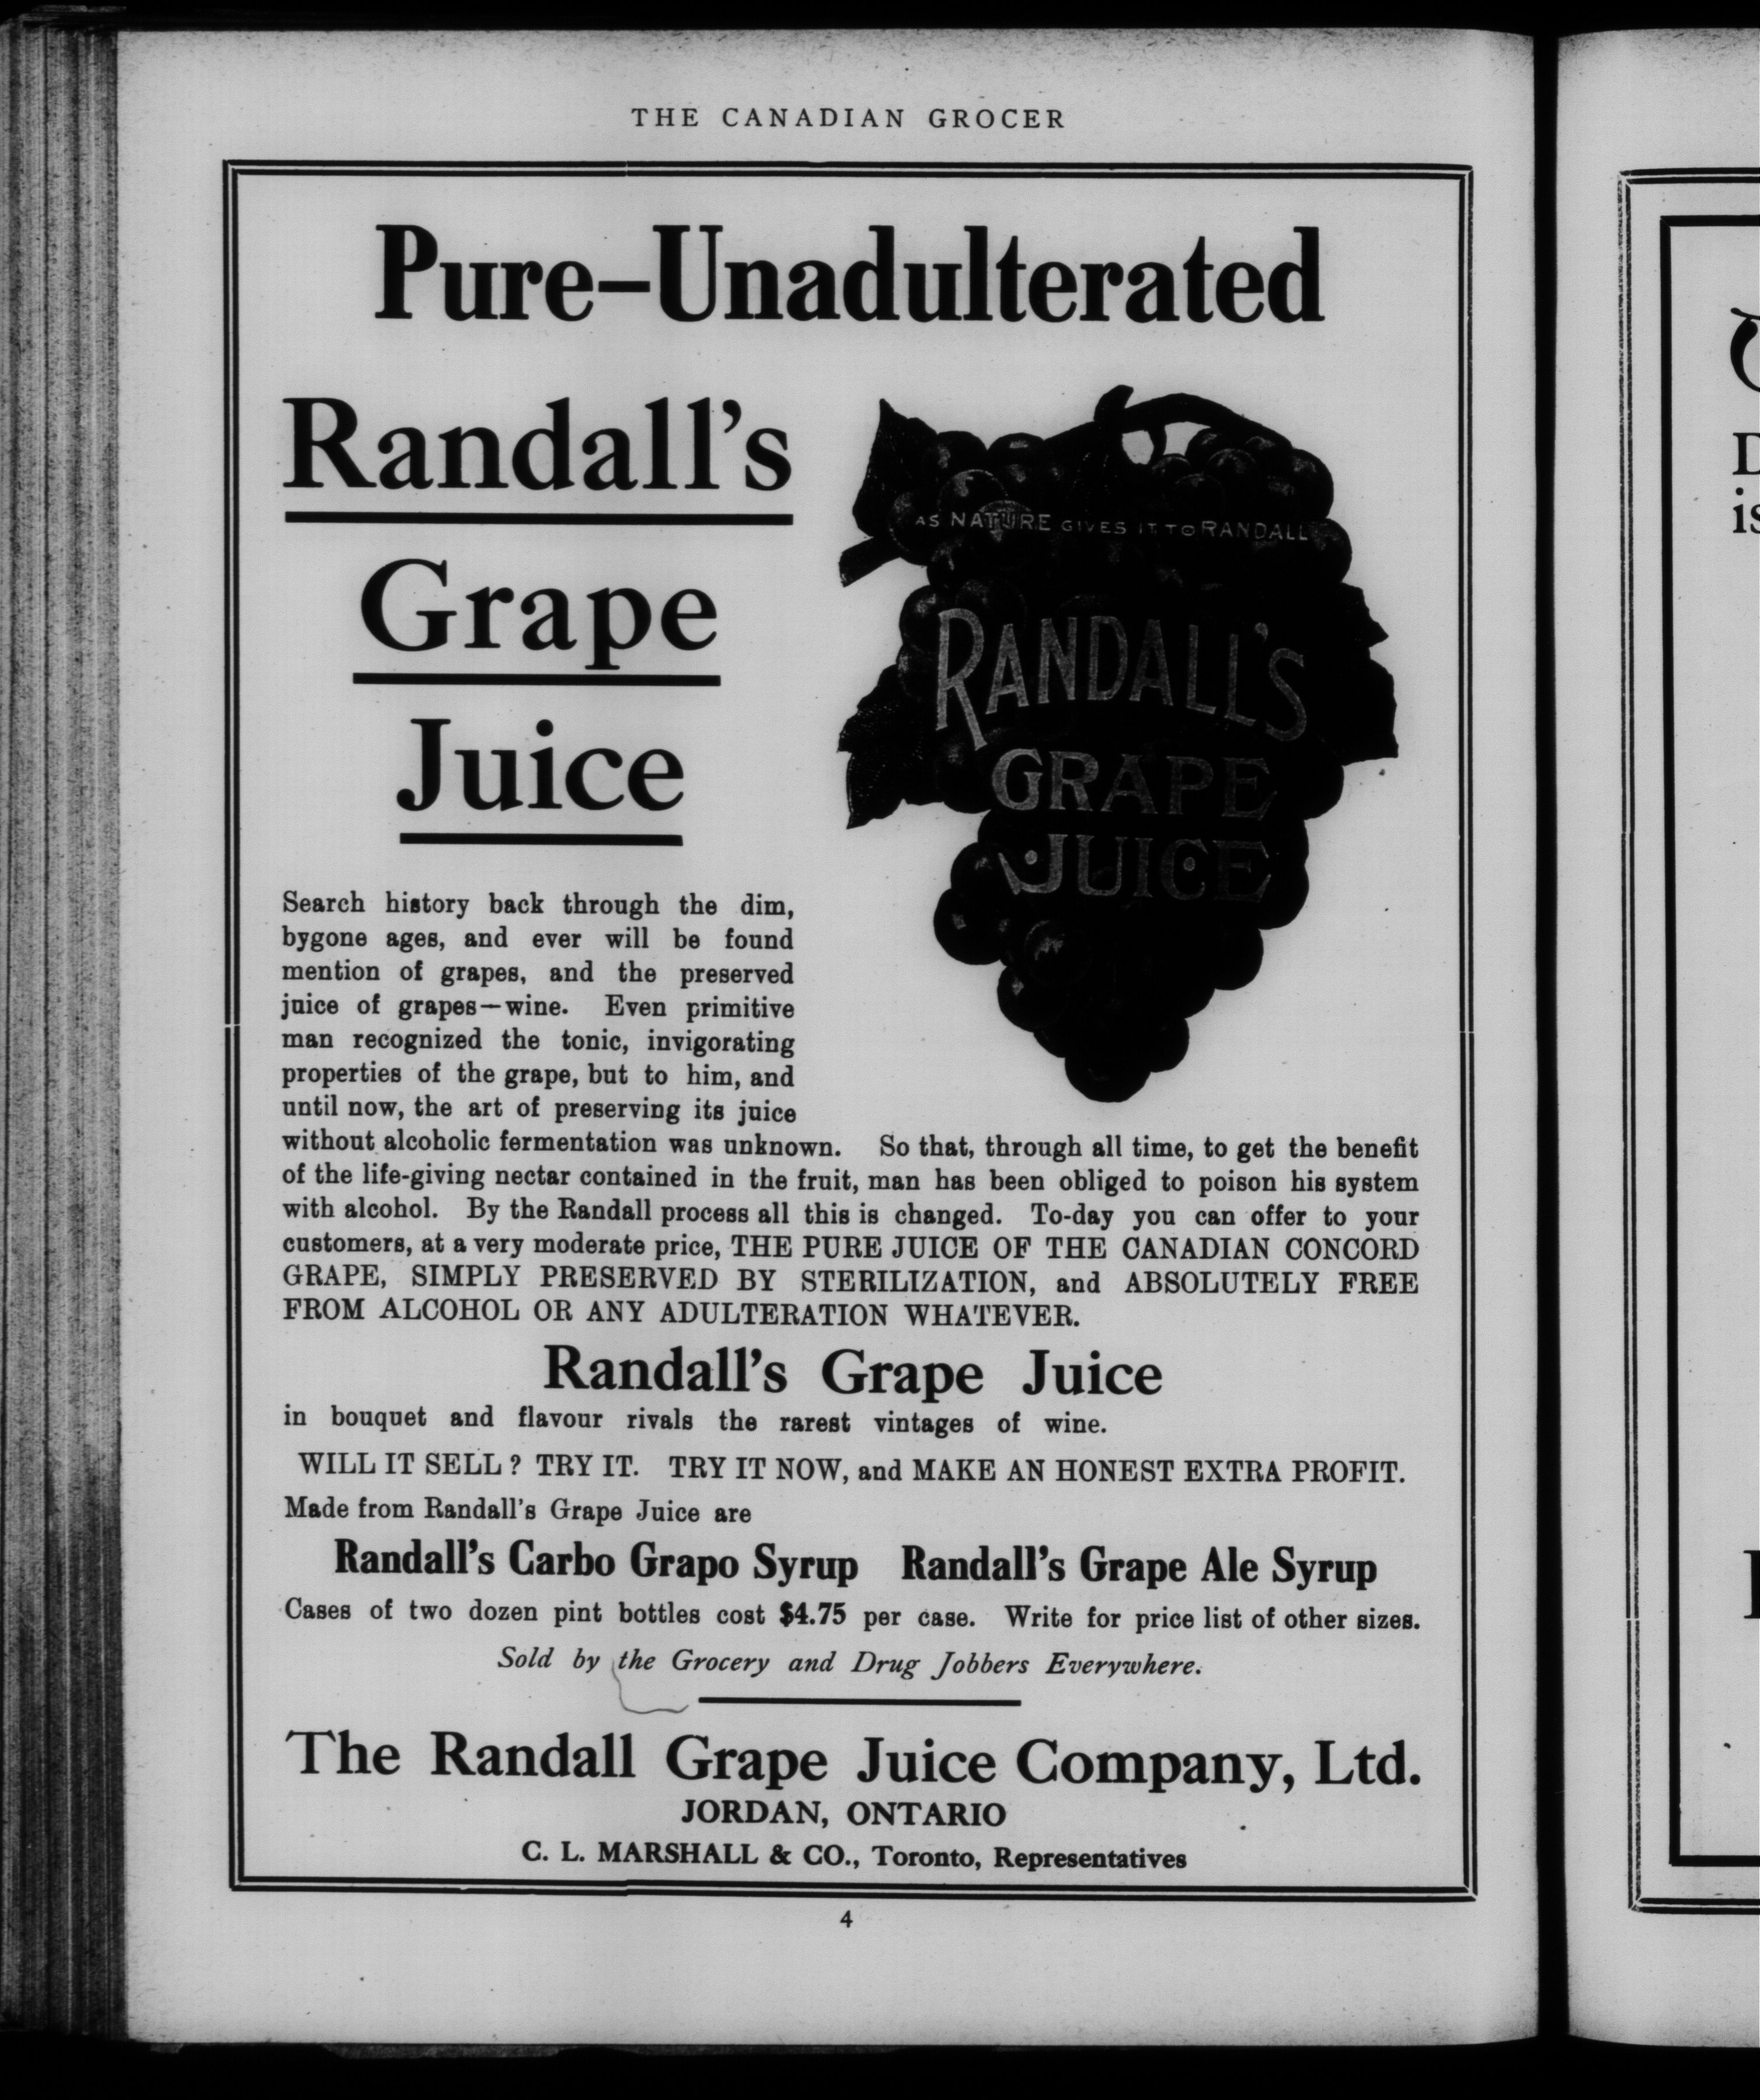 THE CANADIAN GROCER
Pure–Unadulterated
Randall's
Grape
Juice
AS NATURE GIVES IT TO RANDALL
RANDALL'S
GRAPE
JUICE
Search history back through the dim,
bygone ages, and ever will be found
mention of grapes, and the preserved
juice of grapes—wine. Even primitive
man recognized the tonic, invigorating
properties of the grape, but to him, and
until now, the art of preserving its juice
without alcoholic fermentation was unknown. So that, through all time, to get the benefit
of the life-giving nectar contained in the fruit, man has been obliged to poison his system
with alcohol. By the Randall process all this is changed. To-day you can offer to your
customers, at a very moderate price, THE PURE JUICE OF THE CANADIAN CONCORD
GRAPE, SIMPLY PRESERVED BY STERILIZATION, and ABSOLUTELY FREE
FROM ALCOHOL OR ANY ADULTERATION WHATEVER.
Randall's Grape Juice
in bouquet and flavour rivals the rarest vintages of wine.
WILL IT SELL? TRY IT. TRY IT NOW, and MAKE AN HONEST EXTRA PROFIT.
Made from Randall's Grape Juice are
Randall's Carbo Grapo Syrup Randall's Grape Ale Syrup
Cases of two dozen pint bottles cost $4.75 per case. Write for price list of other sizes.
Sold by the Grocery and Drug Jobbers Everywhere.
The Randall Grape Juice Company, Ltd.
JORDAN, ONTARIO
C. L. MARSHALL & CO., Toronto, Representatives
4